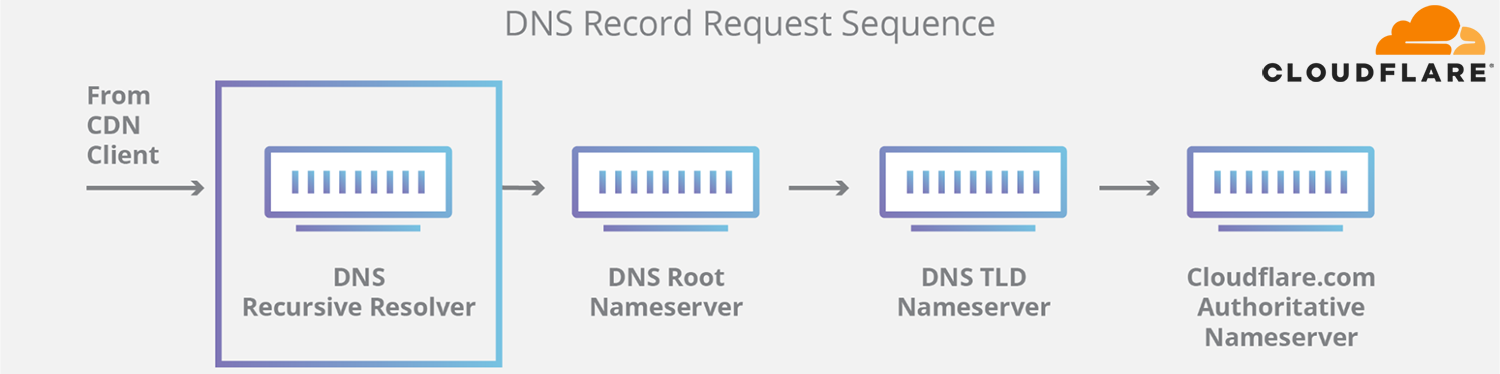 DNS Record Request Sequence
CLOUDFLARE
From
CDN
Client
DNS
Recursive Resolver
DNS Root
Nameserver
DNS TLD
Nameserver
Cloudflare.com
Authoritative
Nameserver